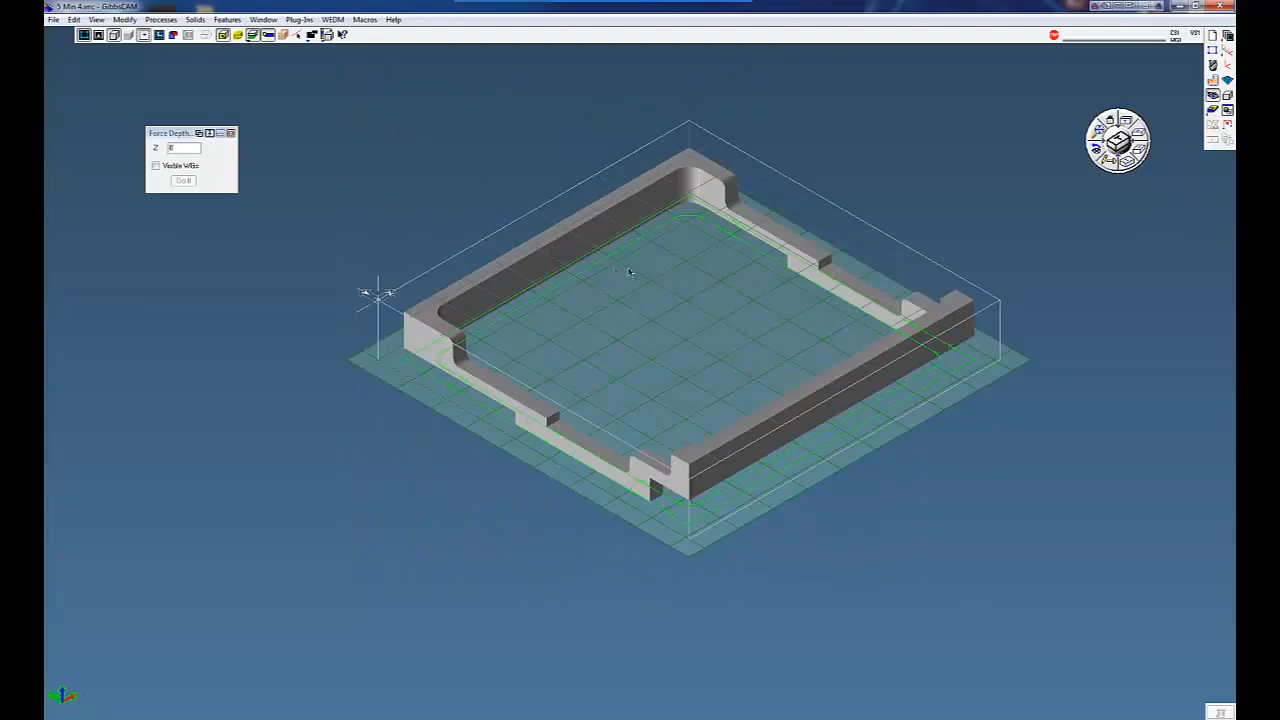 5 Min 4.vnc - GibbsCAM
File Edit View Modify Processes Solids Features Window Plug-Ins WEDM Macros Help
Force Depth...
Z
Visible WGs
Do It